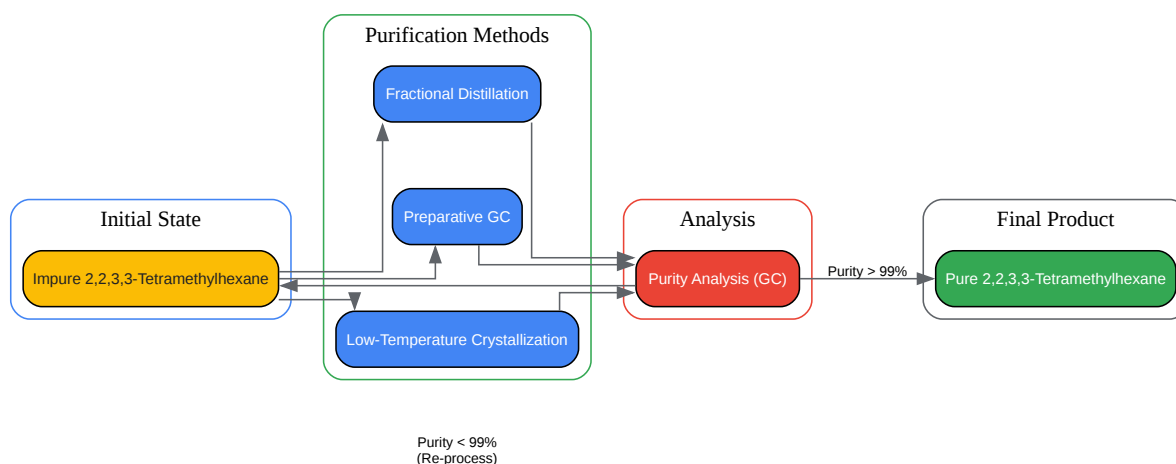 Purification Methods
Fractional Distillation
Preparative GC
Low-Temperature Crystallization
Initial State
Impure 2,2,3,3-Tetramethylhexane
Analysis
Purity Analysis (GC)
Purity > 99%
Final Product
Pure 2,2,3,3-Tetramethylhexane
Purity < 99%
(Re-process)